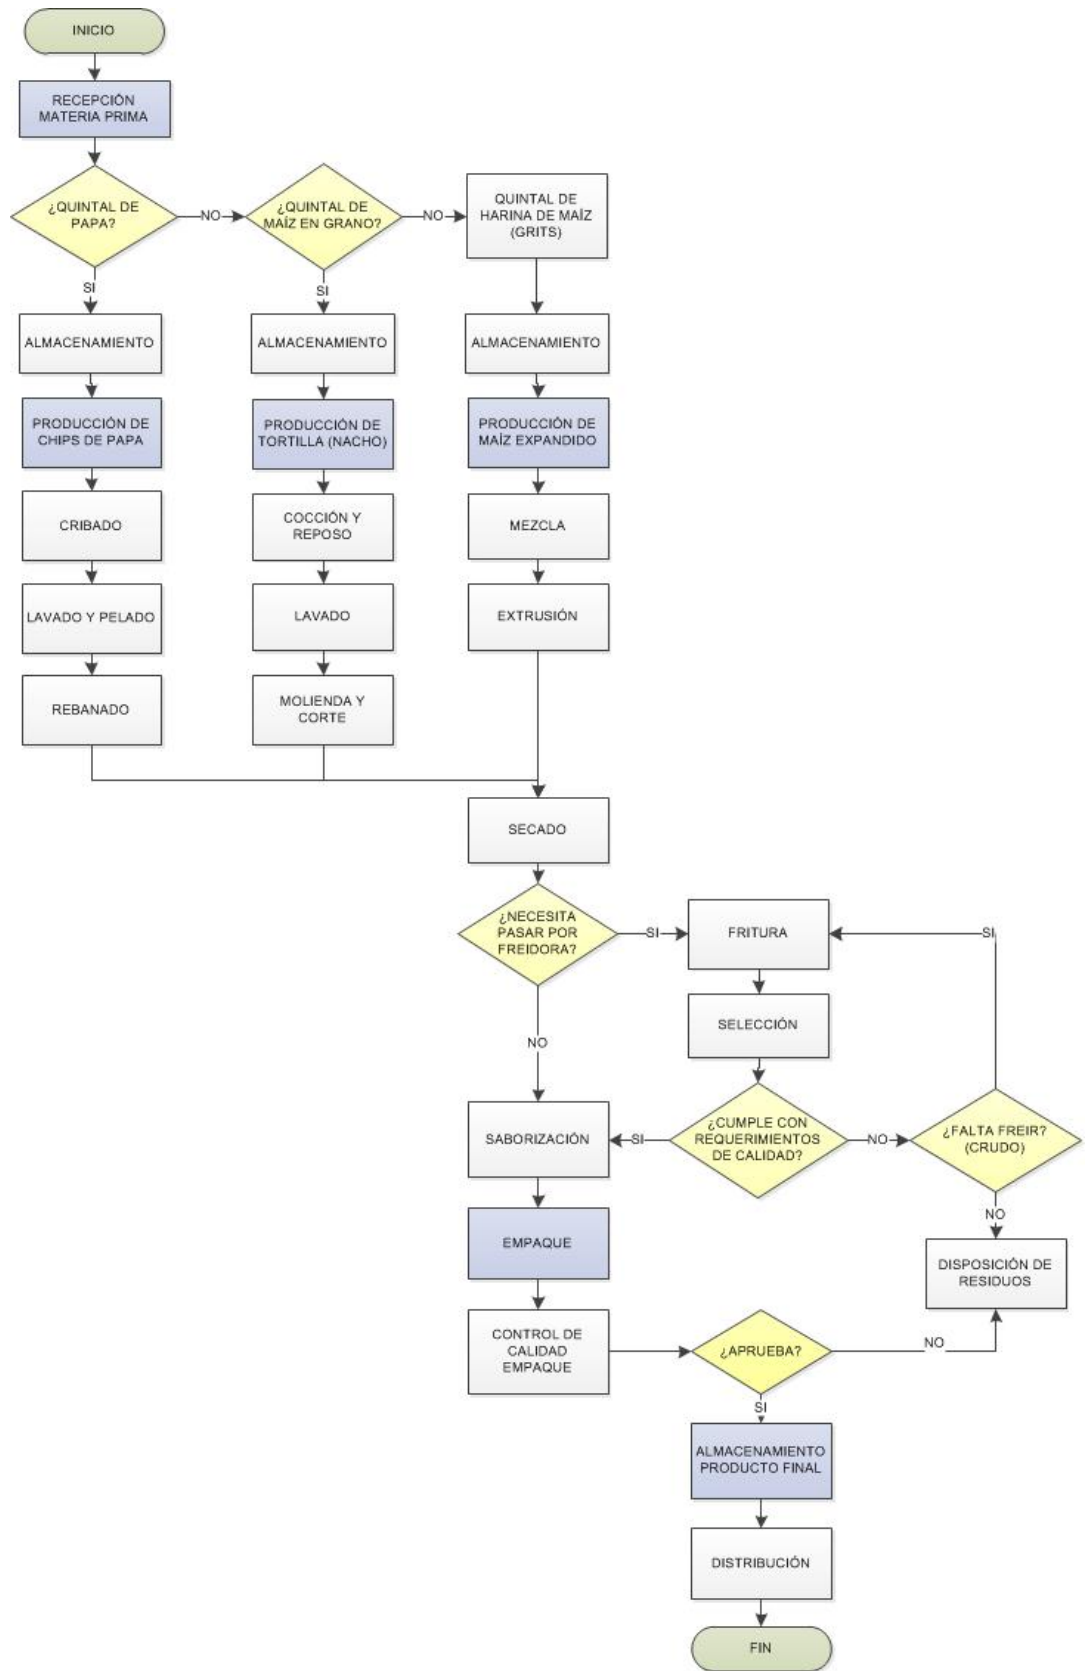 INICIO
RECEPCIÓN
MATERIA PRIMA
¿QUINTAL DE
PAPA?
NO
¿QUINTAL DE
MAÍZ EN GRANO?
NO
QUINTAL DE
HARINA DE MAÍZ
(GRITS)
SI
SI
ALMACENAMIENTO
ALMACENAMIENTO
ALMACENAMIENTO
PRODUCCIÓN DE
CHIPS DE PAPA
PRODUCCIÓN DE
TORTILLA (NACHO)
PRODUCCIÓN DE
MAÍZ EXPANDIDO
CRIBADO
COCCIÓN Y
REPOSO
MEZCLA
LAVADO Y PELADO
LAVADO
EXTRUSIÓN
REBANADO
MOLIENDA Y
CORTE
SECADO
¿NECESITA
PASAR POR
FREIDORA?
SI
FRITURA
SI
SELECCIÓN
NO
SABORIZACIÓN
SI
¿CUMPLE CON
REQUERIMIENTOS
DE CALIDAD?
NO
¿FALTA FREIR?
(CRUDO)
NO
EMPAQUE
DISPOSICIÓN DE
RESIDUOS
CONTROL DE
CALIDAD
EMPAQUE
¿APRUEBA?
NO
SI
ALMACENAMIENTO
PRODUCTO FINAL
DISTRIBUCIÓN
FIN